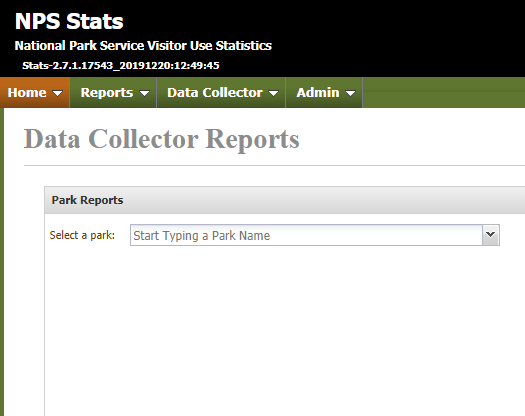 NPS Stats
National Park Service Visitor Use Statistics
Stats-2.7.1.17543_20191220:12:49:45
Home Reports Data Collector Admin
Data Collector Reports
Park Reports
Select a park: Start Typing a Park Name